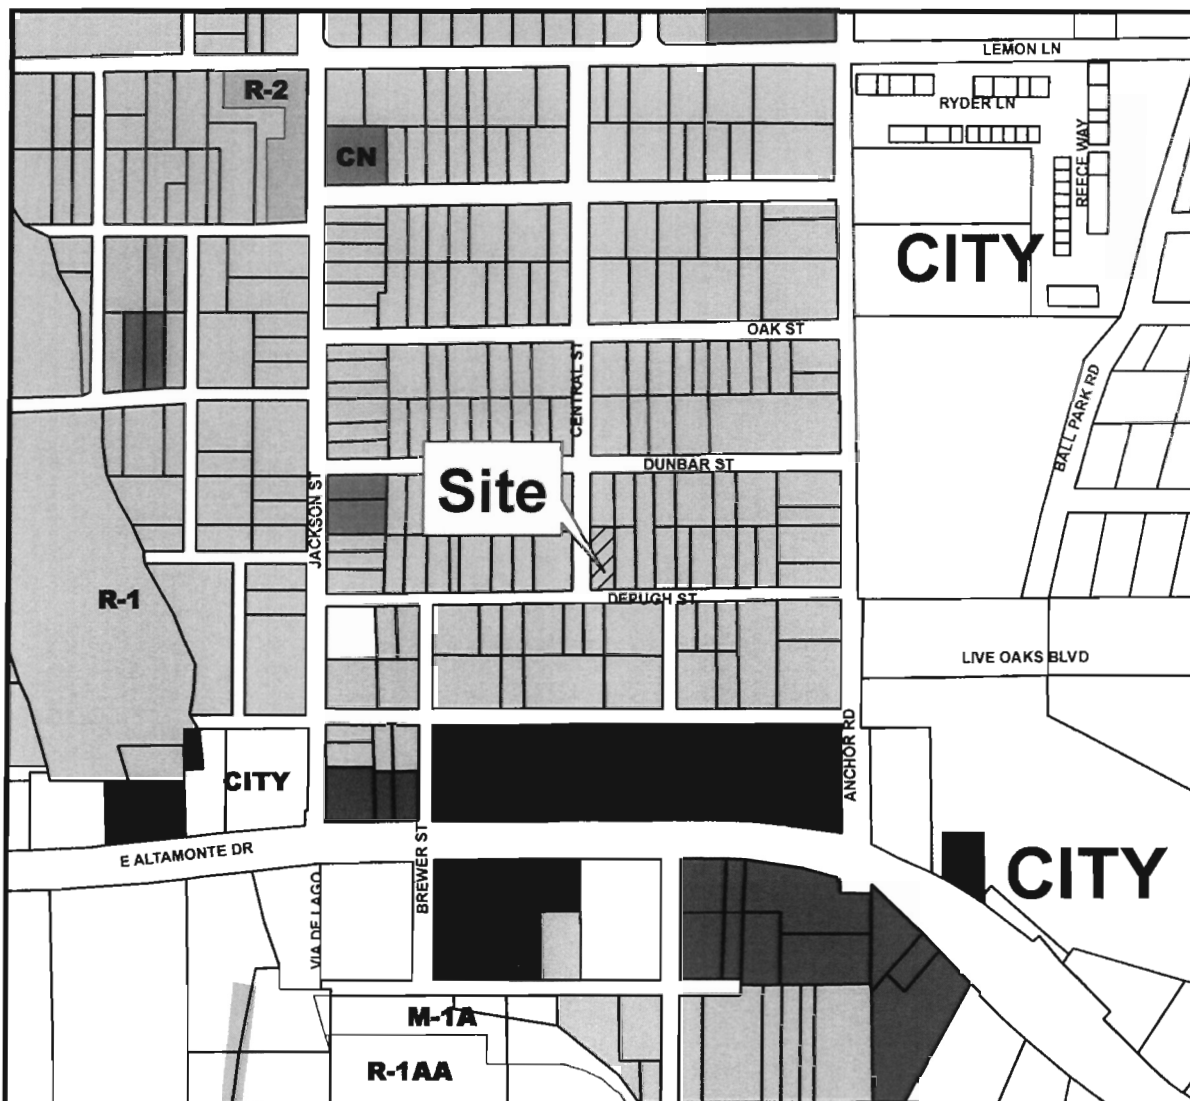 LEMON LN
R-2
RYDER LN
CN
REECE WAY
CITY
OAK ST
CENTRAL ST
BALL PARK RD
DUNBAR ST
Site
JACKSON ST
R-1
DEPUGH ST
LIVE OAKS BLVD
ANCHOR RD
CITY
E ALTAMONTE DR
BREWER ST
CITY
VIA DE LAGO
M-1A
R-1AA